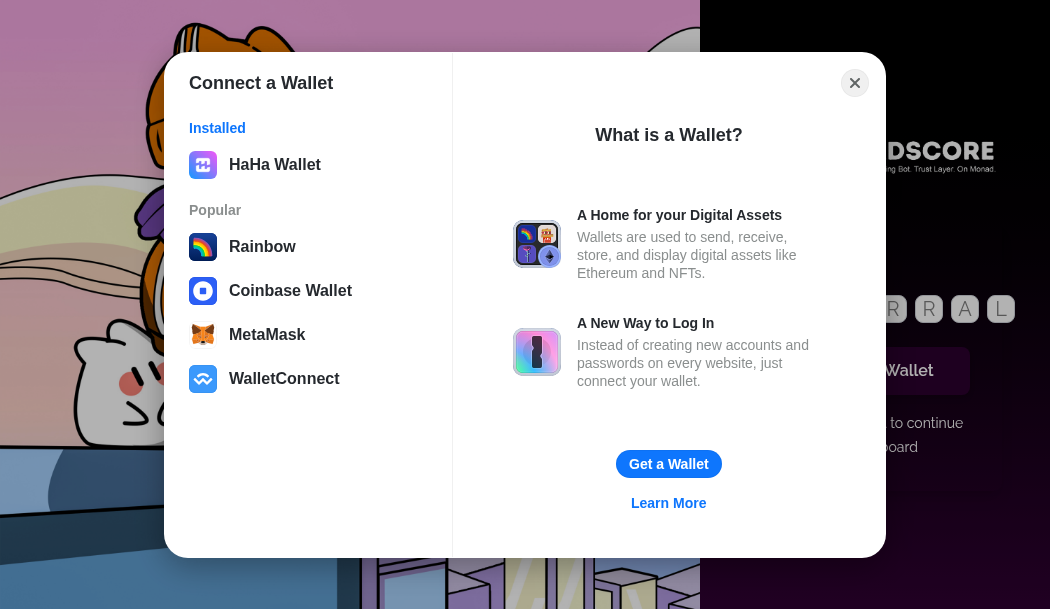 Connect a Wallet
Installed
HaHa Wallet
Popular
Rainbow
Coinbase Wallet
MetaMask
WalletConnect
What is a Wallet?
A Home for your Digital Assets
Wallets are used to send, receive,
store, and display digital assets like
Ethereum and NFTs.
A New Way to Log In
Instead of creating new accounts and
passwords on every website, just
connect your wallet.
Get a Wallet
Learn More
DSCORE
Bot. Trust Layer. On Monad.
R R A L
Wallet
to continue